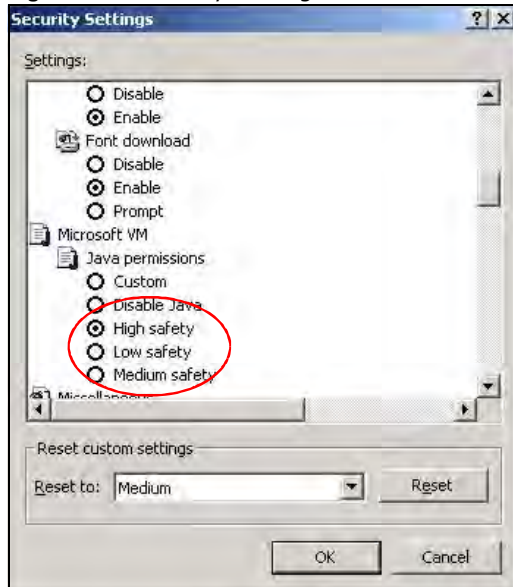 Security Settings
Settings:
Disable
Enable
Font download
Disable
Enable
Prompt
Microsoft VM
Java permissions
Custom
Disable Java
High safety
Low safety
Medium safety
Miscellaneous
Reset custom settings
Reset to: Medium Reset
OK Cancel